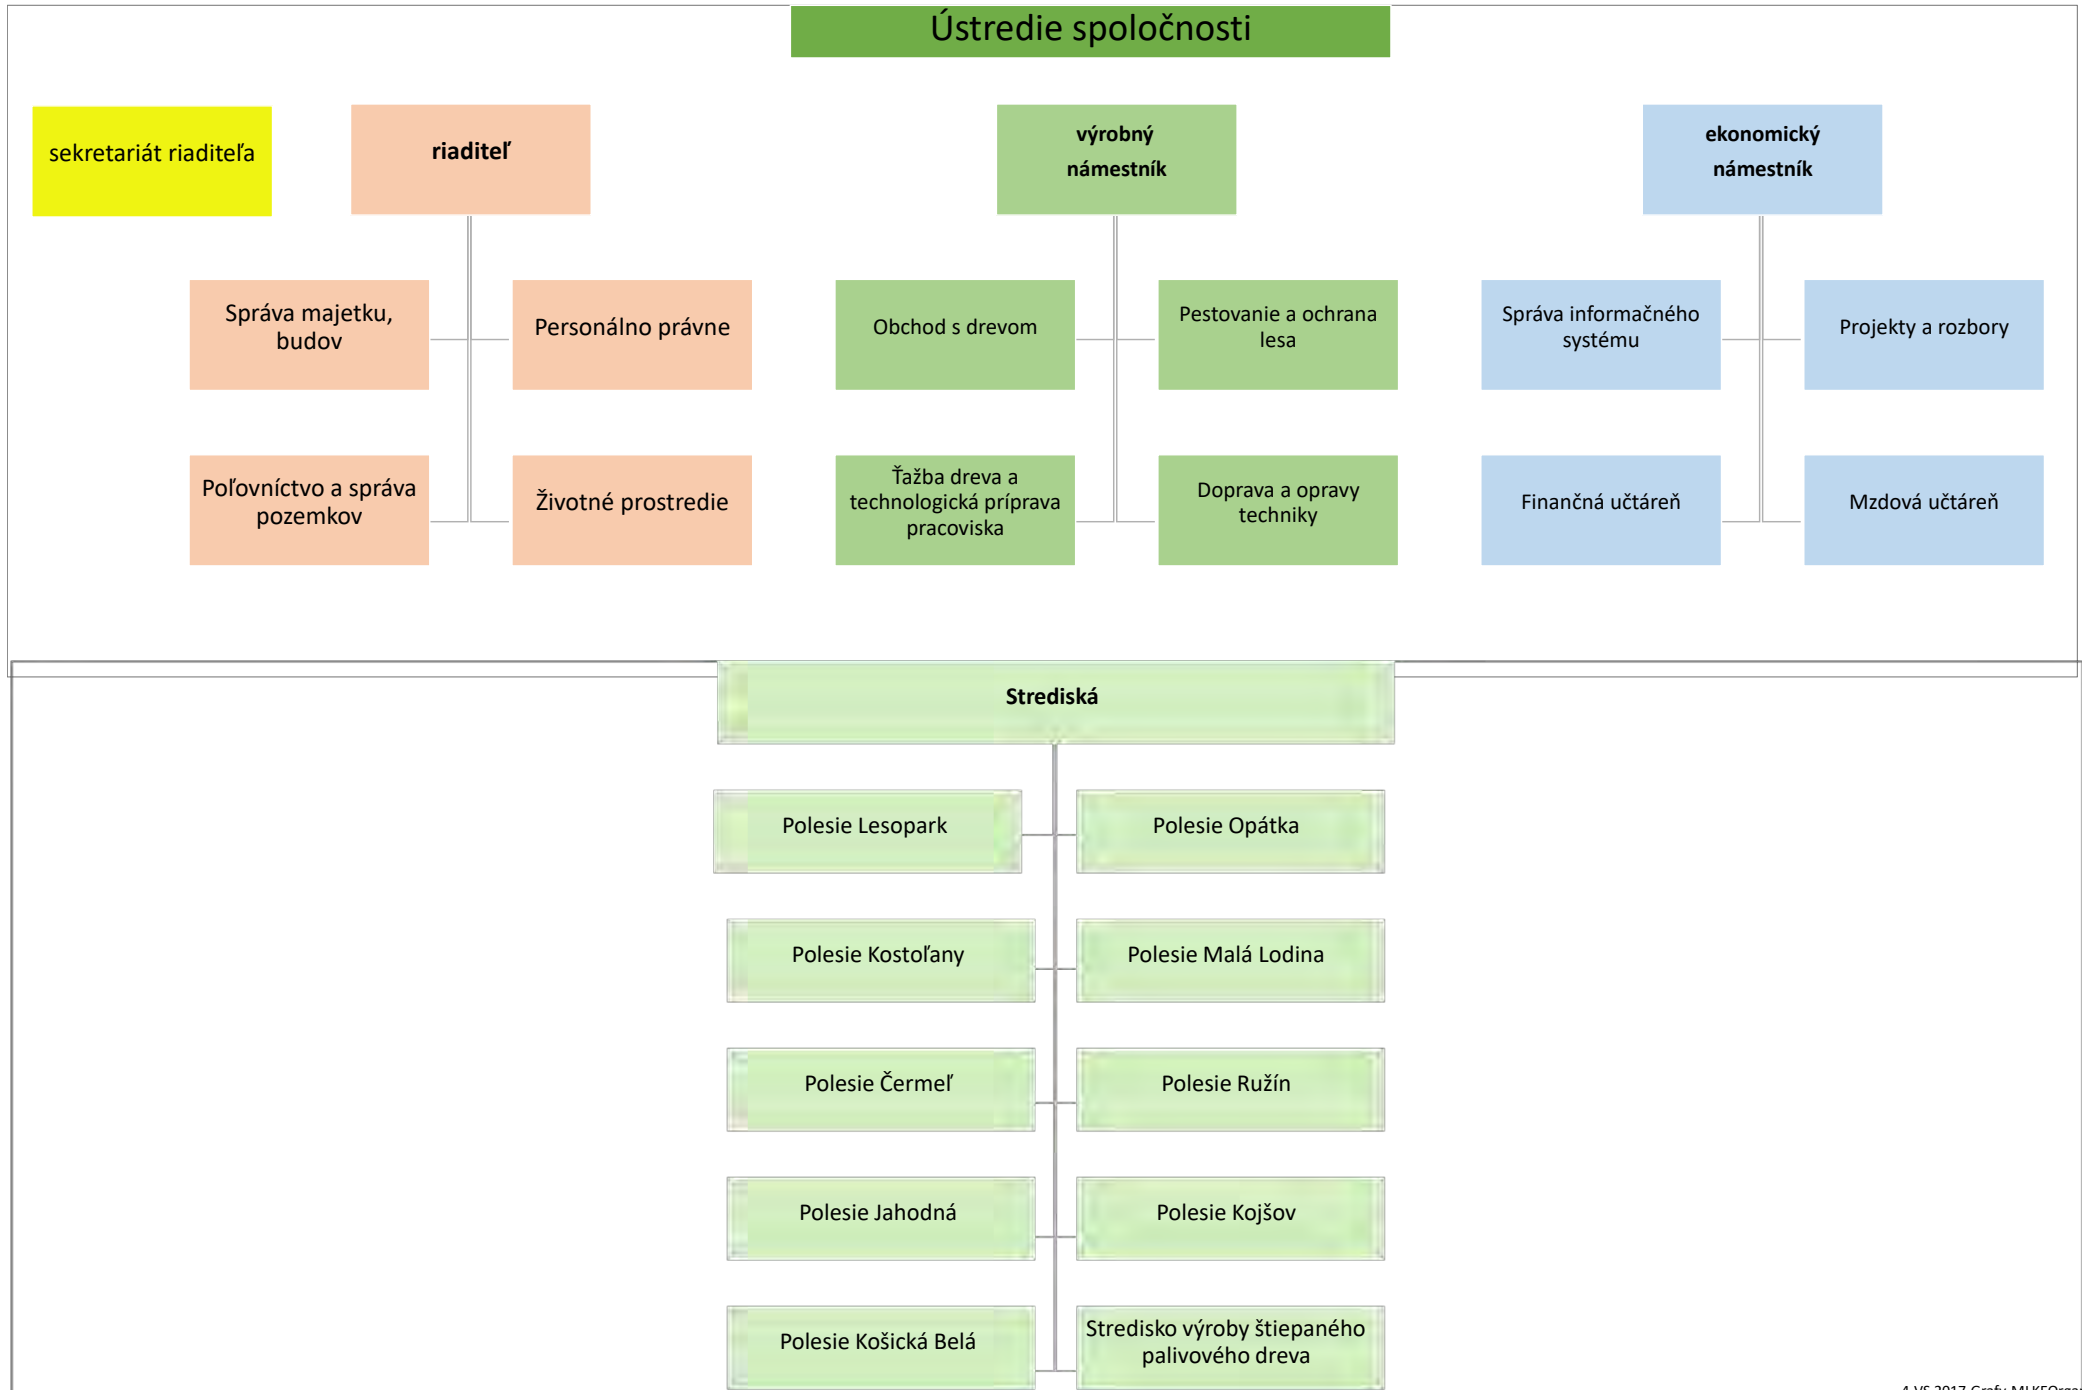 Ústredie spoločnosti
sekretariát riaditeľa
riaditeľ
výrobný
námestník
ekonomický
námestník
Správa majetku,
budov
Personálno právne
Obchod s drevom
Pestovanie a ochrana
lesa
Správa informačného
systému
Projekty a rozbory
Poľovníctvo a správa
pozemkov
Životné prostredie
Ťažba dreva a
technologická príprava
pracoviska
Doprava a opravy
techniky
Finančná učtáreň
Mzdová učtáreň
Strediská
Polesie Lesopark
Polesie Opátka
Polesie Kostoľany
Polesie Malá Lodina
Polesie Čermeľ
Polesie Ružín
Polesie Jahodná
Polesie Kojšov
Polesie Košická Belá
Stredisko výroby štiepaného
palivového dreva